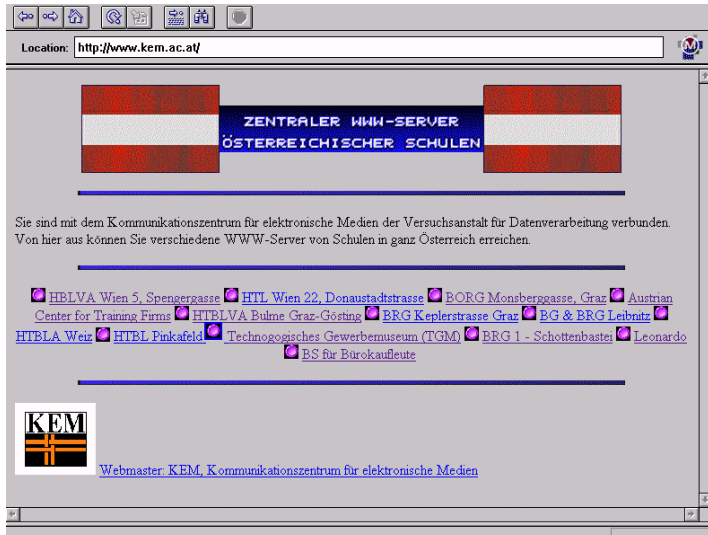 Location: http://www.kem.ac.at/
ZENTRALER WWW-SERVER
ÖSTERREICHISCHER SCHULEN
Sie sind mit dem Kommunikationszentrum für elektronische Medien der Versuchsanstalt für Datenverarbeitung verbunden.
Von hier aus können Sie verschiedene WWW-Server von Schulen in ganz Österreich erreichen.
HBLVA Wien 5, Spengergasse HTL Wien 22, Donaustadtstrasse BORG Monsberggasse, Graz Austrian
Center for Training Firms HTBLVA Bulme Graz-Gösting BRG Keplerstrasse Graz BG & BRG Leibnitz
HTBLA Weiz HTBL Pinkafeld Technogogisches Gewerbemuseum (TGM) BRG 1 - Schottenbastei Leonardo
BS für Bürokaufleute
KEM
Webmaster: KEM, Kommunikationszentrum für elektronische Medien